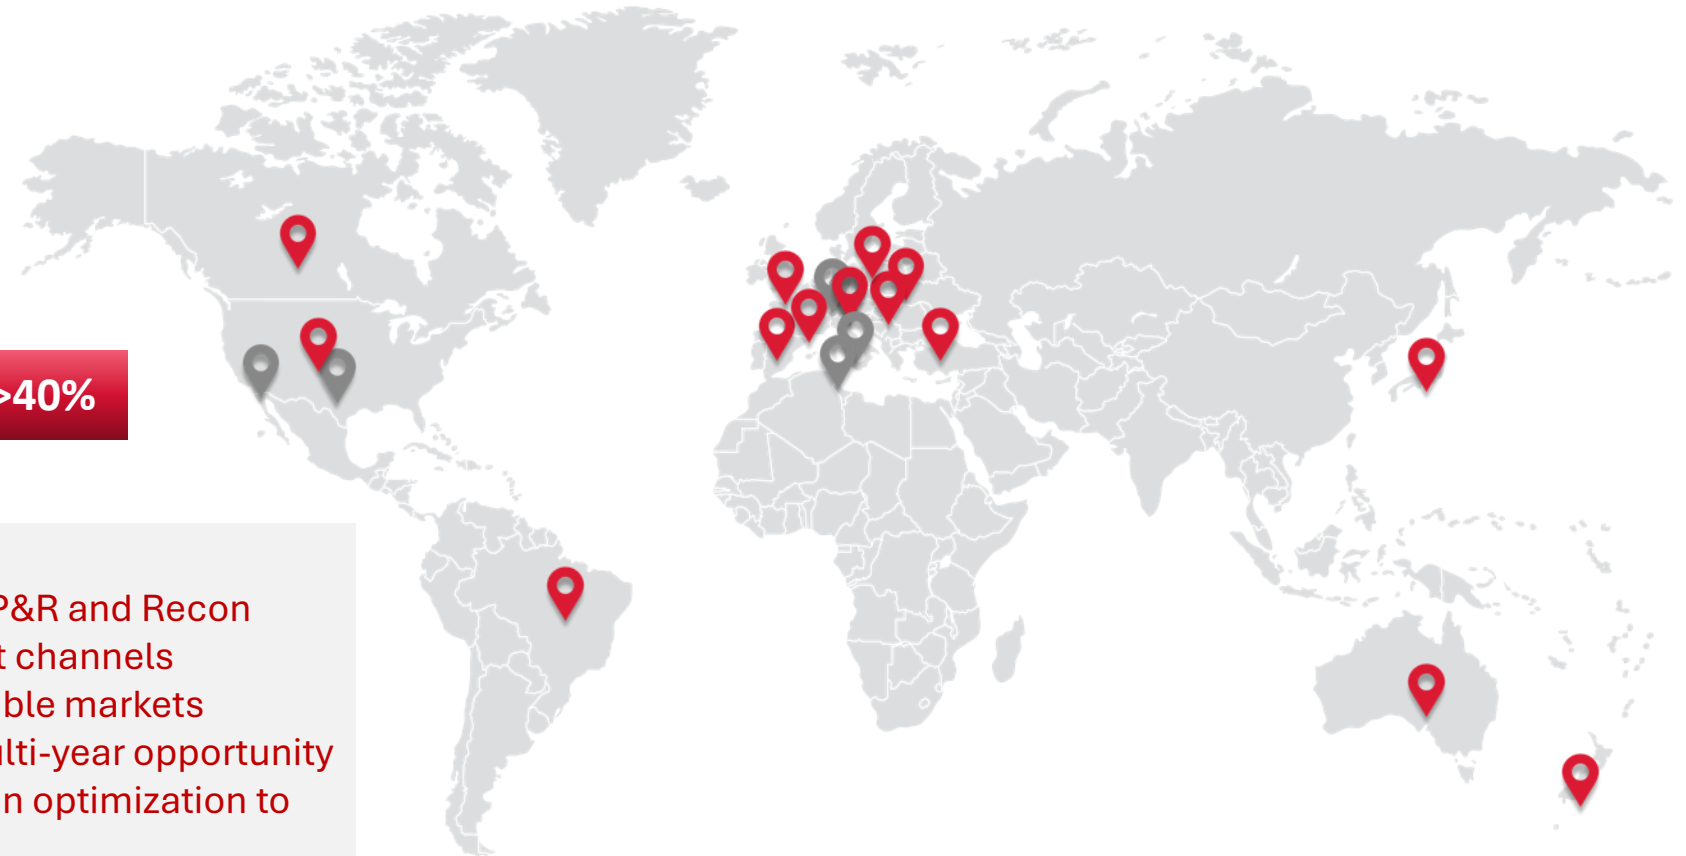 >40%
P&R and Recon
t channels
ble markets
lti-year opportunity
n optimization to